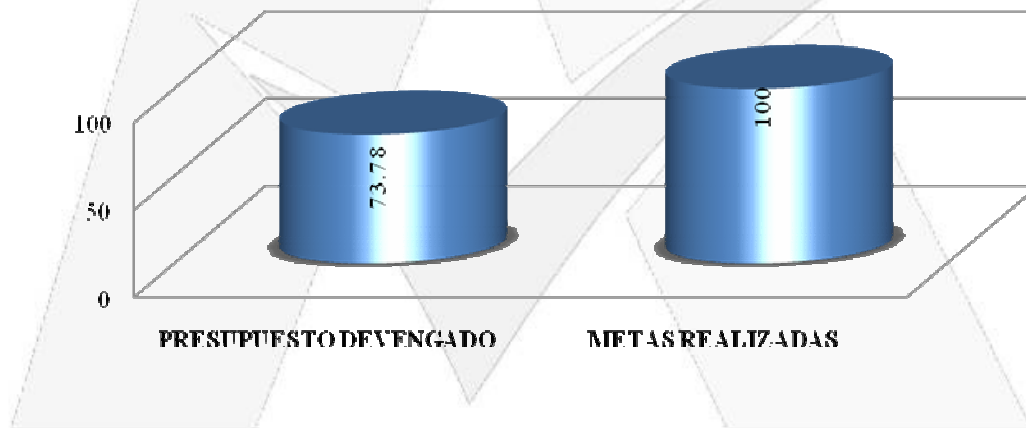 100
50
0
73.78
100
PRESUPUESTO DEVENGADO
METAS REALIZADAS